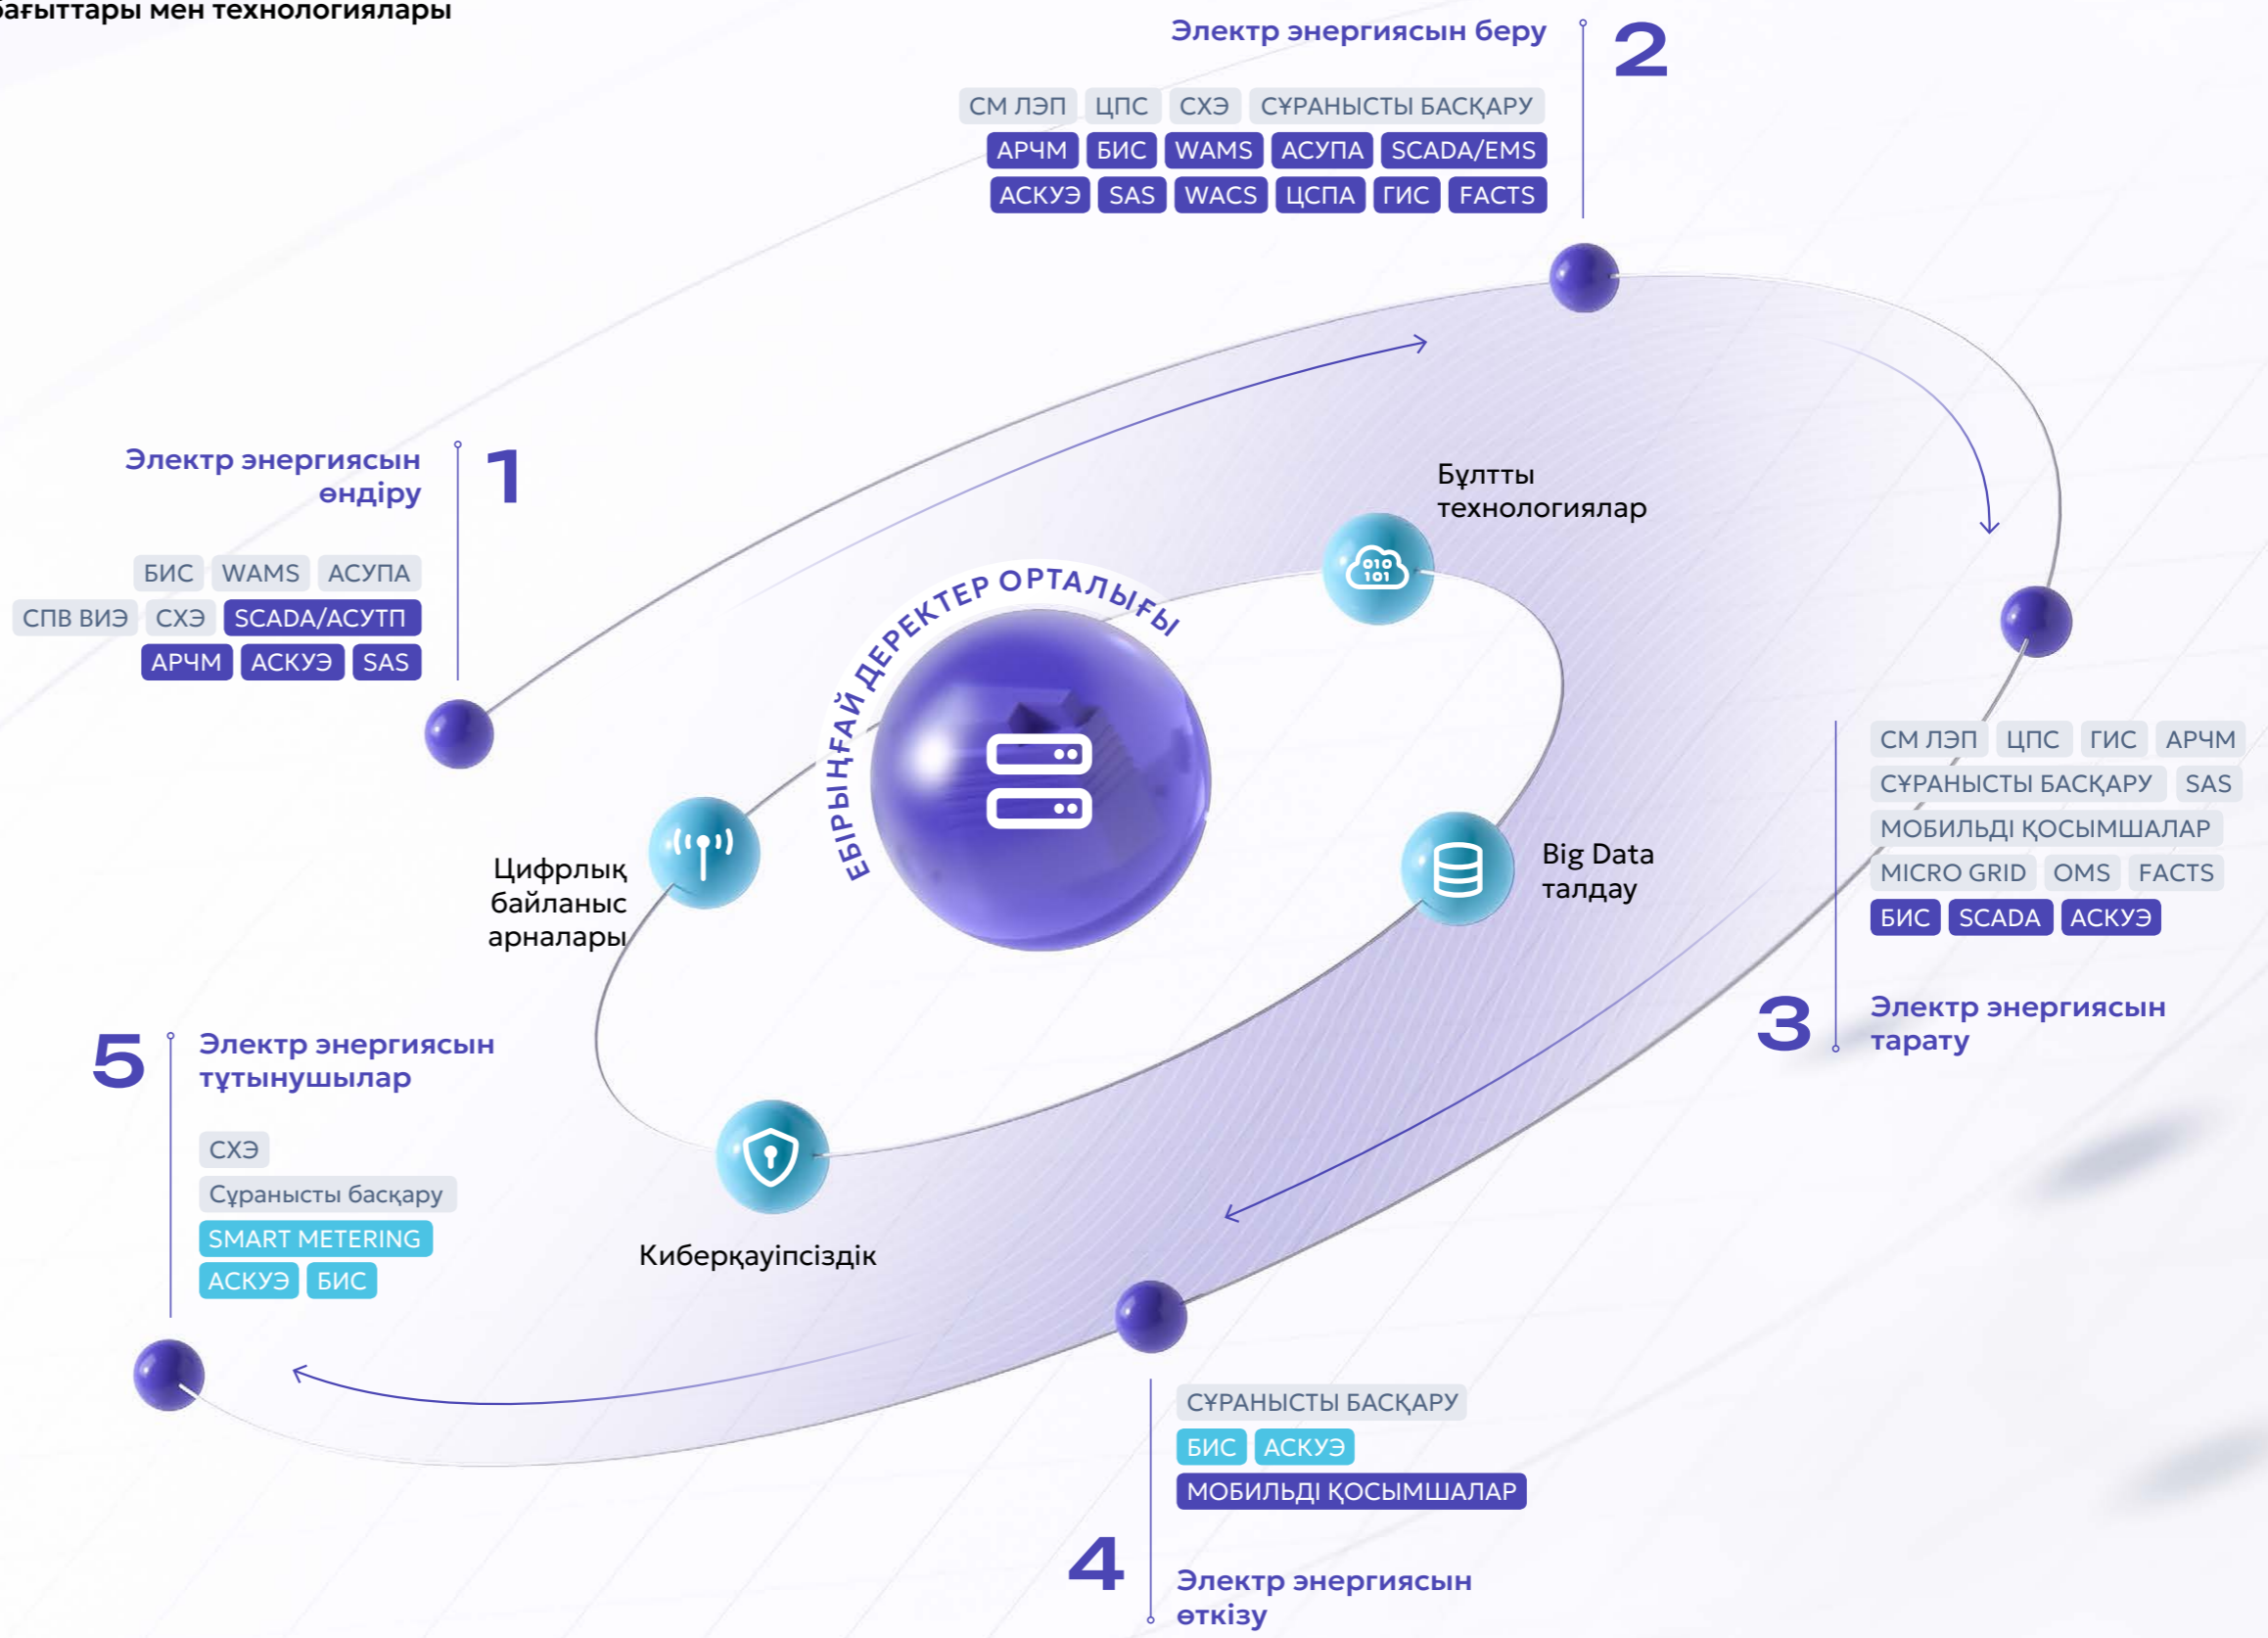 бағыттары мен технологиялары
Электр энергиясын беру
2
СМ ЛЭП ЦПС СХЭ СҰРАНЫСТЫ БАСҚАРУ
АРЧМ БИС WAMS АСУПА SCADA/EMS
АСКУЭ SAS WACS ЦСПА ГИС FACTS
Электр энергиясын
өндіру
1
БИС WAMS АСУПА
СПВ ВИЭ СХЭ SCADA/АСУТП
АРЧМ АСКУЭ SAS
Бұлтты
технологиялар
010
101
ЕБІРЫҢҒАЙ ДЕРЕКТЕР ОРТАЛЫҒЫ
Цифрлық
байланыс
арналары
Big Data
талдау
Киберқауіпсіздік
СМ ЛЭП ЦПС ГИС АРЧМ
СҰРАНЫСТЫ БАСҚАРУ SAS
МОБИЛЬДІ ҚОСЫМШАЛАР
MICRO GRID OMS FACTS
БИС SCADA АСКУЭ
3
Электр энергиясын
тарату
5
Электр энергиясын
тұтынушылар
СХЭ
Сұранысты басқару
SMART METERING
АСКУЭ БИС
СҰРАНЫСТЫ БАСҚАРУ
БИС АСКУЭ
МОБИЛЬДІ ҚОСЫМШАЛАР
4
Электр энергиясын
өткізу